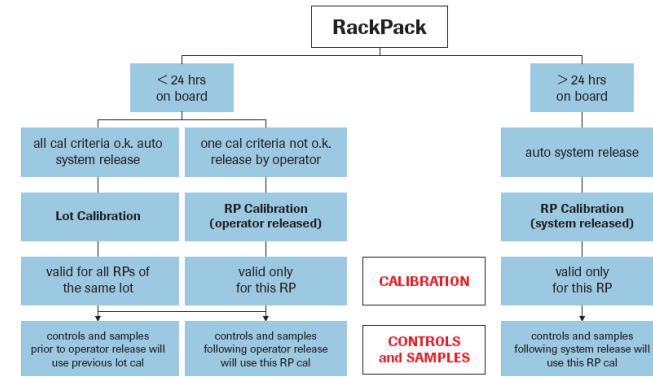 RackPack
< 24 hrs
on board
> 24 hrs
on board
all cal criteria o.k. auto
system release
one cal criteria not o.k.
release by operator
auto system release
Lot Calibration
RP Calibration
(operator released)
RP Calibration
(system released)
valid for all RPs of
the same lot
valid only
for this RP
CALIBRATION
valid only
for this RP
controls and samples
prior to operator release will
use previous lot cal
controls and samples
following operator release
will use this RP cal
CONTROLS
and SAMPLES
controls and samples
following system release will
use this RP cal